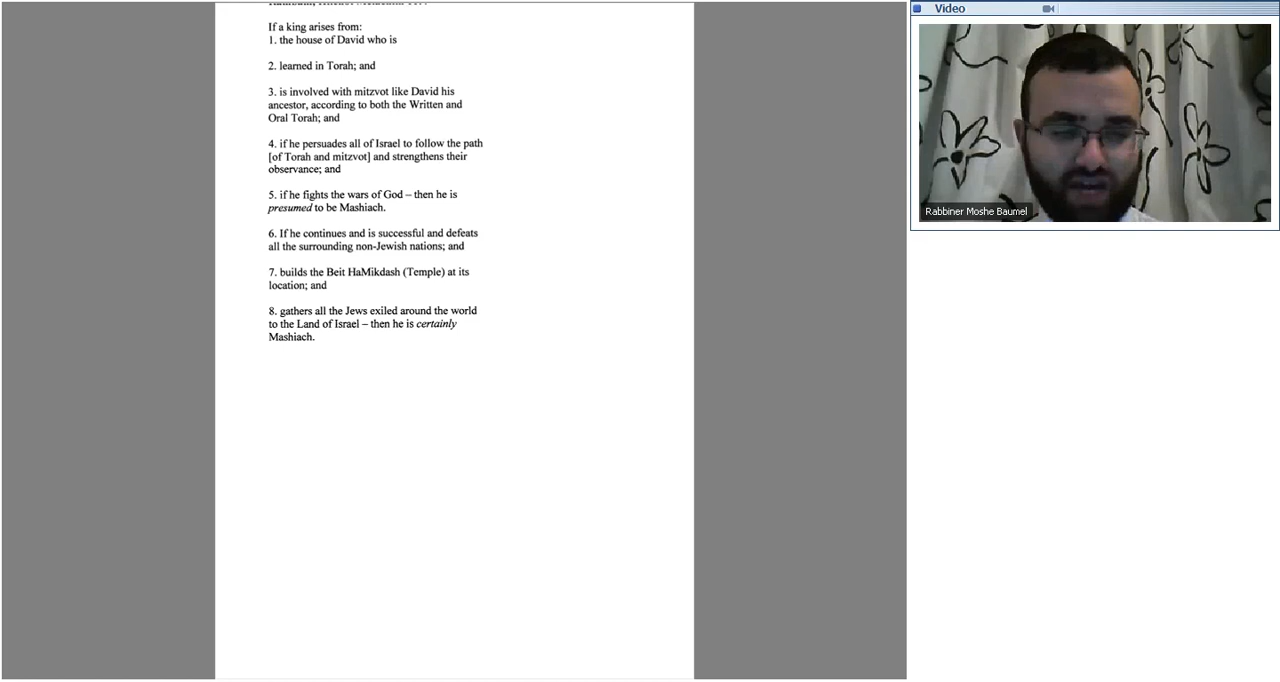 If a king arises from:
1. the house of David who is
2. learned in Torah; and
3. is involved with mitzvot like David his
ancestor, according to both the Written and
Oral Torah; and
4. if he persuades all of Israel to follow the path
[of Torah and mitzvot] and strengthens their
observance; and
5. if he fights the wars of God – then he is
presumed to be Mashiach.
6. If he continues and is successful and defeats
all the surrounding non-Jewish nations; and
7. builds the Beit HaMikdash (Temple) at its
location; and
8. gathers all the Jews exiled around the world
to the Land of Israel – then he is certainly
Mashiach.
Video
Rabbiner Moshe Baumel